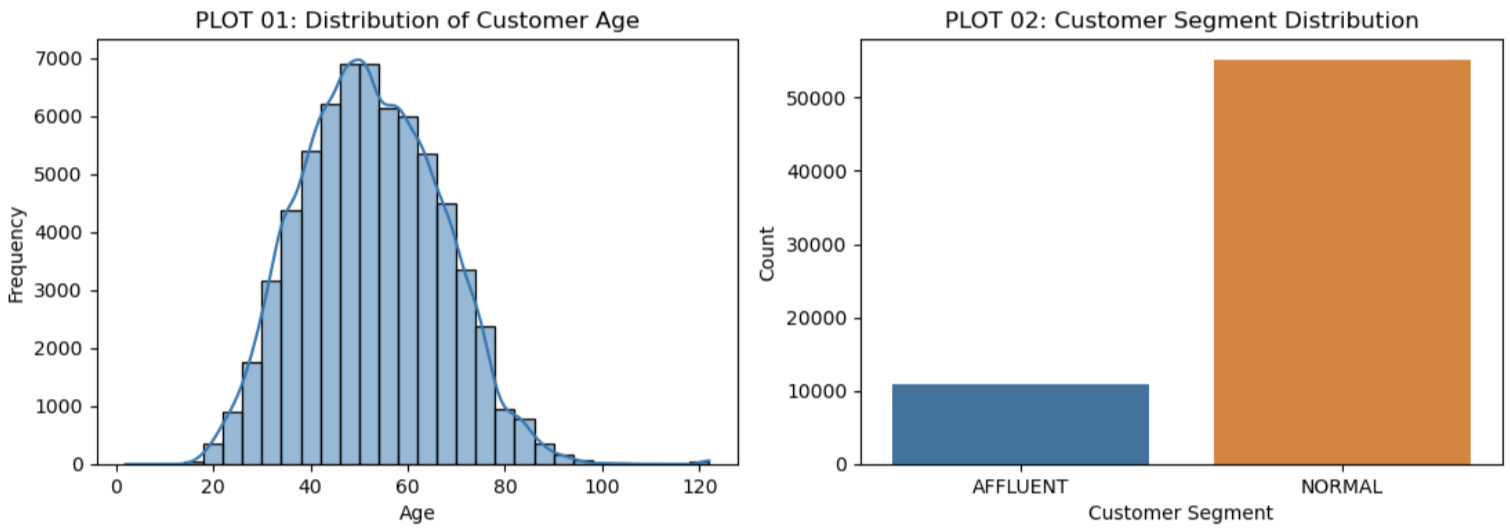 PLOT 01: Distribution of Customer Age
7000
6000
5000
4000
3000
2000
1000
0
Frequency
0 20 40 60 80 100 120
Age
PLOT 02: Customer Segment Distribution
50000
40000
30000
20000
10000
0
Count
AFFLUENT NORMAL
Customer Segment